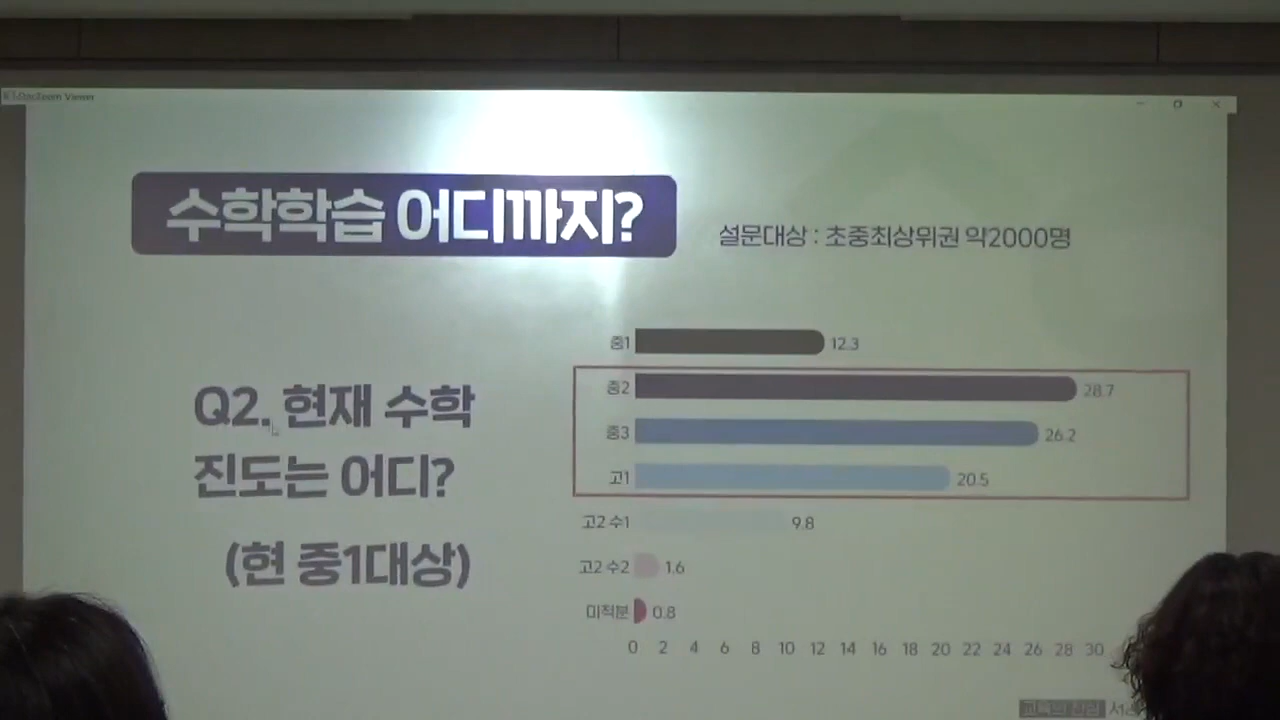 수학학습 어디까지?
설문대상 : 초중최상위권 약2000명
Q2. 현재 수학
진도는 어디?
(현 중1대상)
중1 12.3
중2 28.7
중3 26.2
고1 20.5
고2 수1 9.8
고2 수2 1.6
미적분 0.8
0 2 4 6 8 10 12 14 16 18 20 22 24 26 28 30